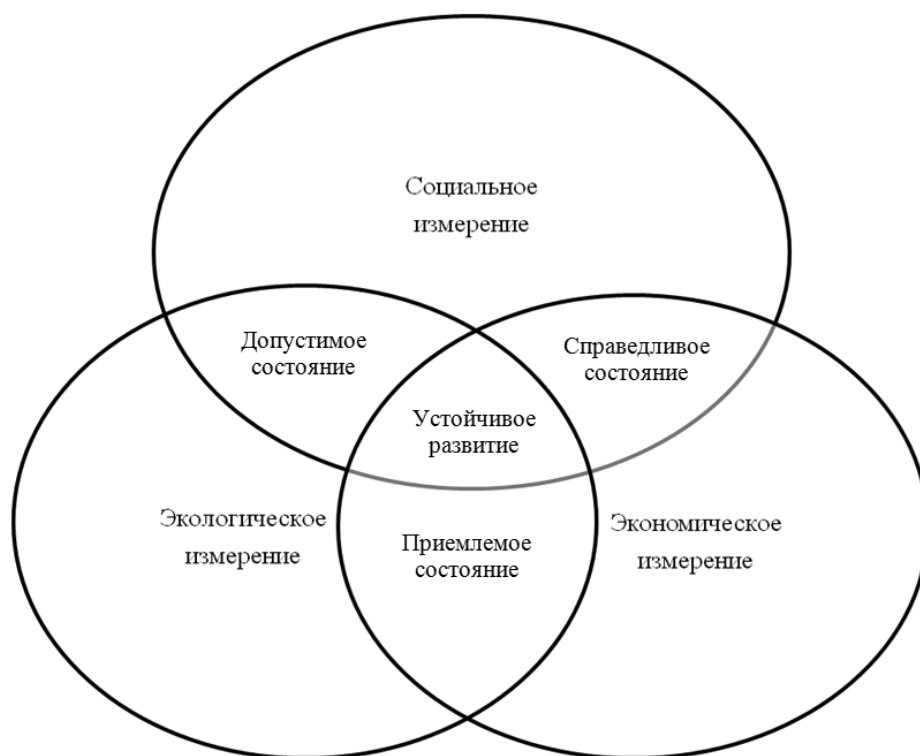 Социальное
измерение
Допустимое
состояние
Справедливое
состояние
Устойчивое
развитие
Экологическое
измерение
Приемлемое
состояние
Экономическое
измерение